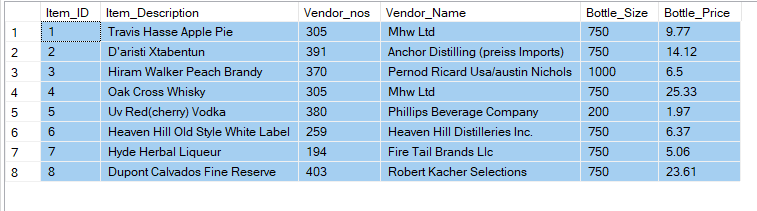 Item_ID Item_Description Vendor_nos Vendor_Name Bottle_Size Bottle_Price
1 1 Travis Hasse Apple Pie 305 Mhw Ltd 750 9.77
2 2 D'aristi Xtabentun 391 Anchor Distilling (preiss Imports) 750 14.12
3 3 Hiram Walker Peach Brandy 370 Pernod Ricard Usa/austin Nichols 1000 6.5
4 4 Oak Cross Whisky 305 Mhw Ltd 750 25.33
5 5 Uv Red(cherry) Vodka 380 Phillips Beverage Company 200 1.97
6 6 Heaven Hill Old Style White Label 259 Heaven Hill Distilleries Inc. 750 6.37
7 7 Hyde Herbal Liqueur 194 Fire Tail Brands Llc 750 5.06
8 8 Dupont Calvados Fine Reserve 403 Robert Kacher Selections 750 23.61